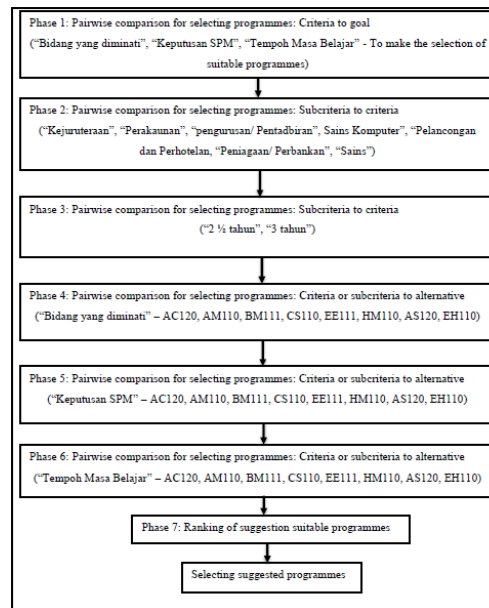 Phase 1: Pairwise comparison for selecting programmes: Criteria to goal
(“Bidang yang diminati”, “Keputusan SPM”, “Tempoh Masa Belajar” - To make the selection of
suitable programmes)
Phase 2: Pairwise comparison for selecting programmes: Subcriteria to criteria
(“Kejuruteraan”, “Perakaunan”, “pengurusan/ Pentadbiran”, Sains Komputer”, “Pelancongan
dan Perhotelan, “Peniagaan/ Perbankan”, “Sains”)
Phase 3: Pairwise comparison for selecting programmes: Subcriteria to criteria
(“2 ½ tahun”, “3 tahun”)
Phase 4: Pairwise comparison for selecting programmes: Criteria or subcriteria to alternative
(“Bidang yang diminati” – AC120, AM110, BM111, CS110, EE111, HM110, AS120, EH110)
Phase 5: Pairwise comparison for selecting programmes: Criteria or subcriteria to alternative
(“Keputusan SPM” – AC120, AM110, BM111, CS110, EE111, HM110, AS120, EH110)
Phase 6: Pairwise comparison for selecting programmes: Criteria or subcriteria to alternative
(“Tempoh Masa Belajar” – AC120, AM110, BM111, CS110, EE111, HM110, AS120, EH110)
Phase 7: Ranking of suggestion suitable programmes
Selecting suggested programmes